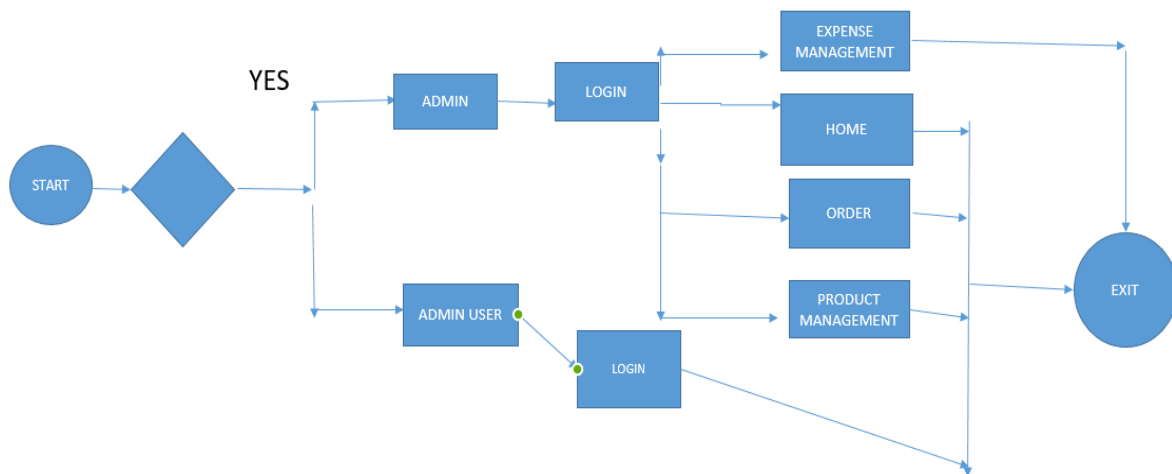 YES
START
ADMIN
LOGIN
EXPENSE
MANAGEMENT
HOME
ORDER
PRODUCT
MANAGEMENT
ADMIN USER
LOGIN
EXIT